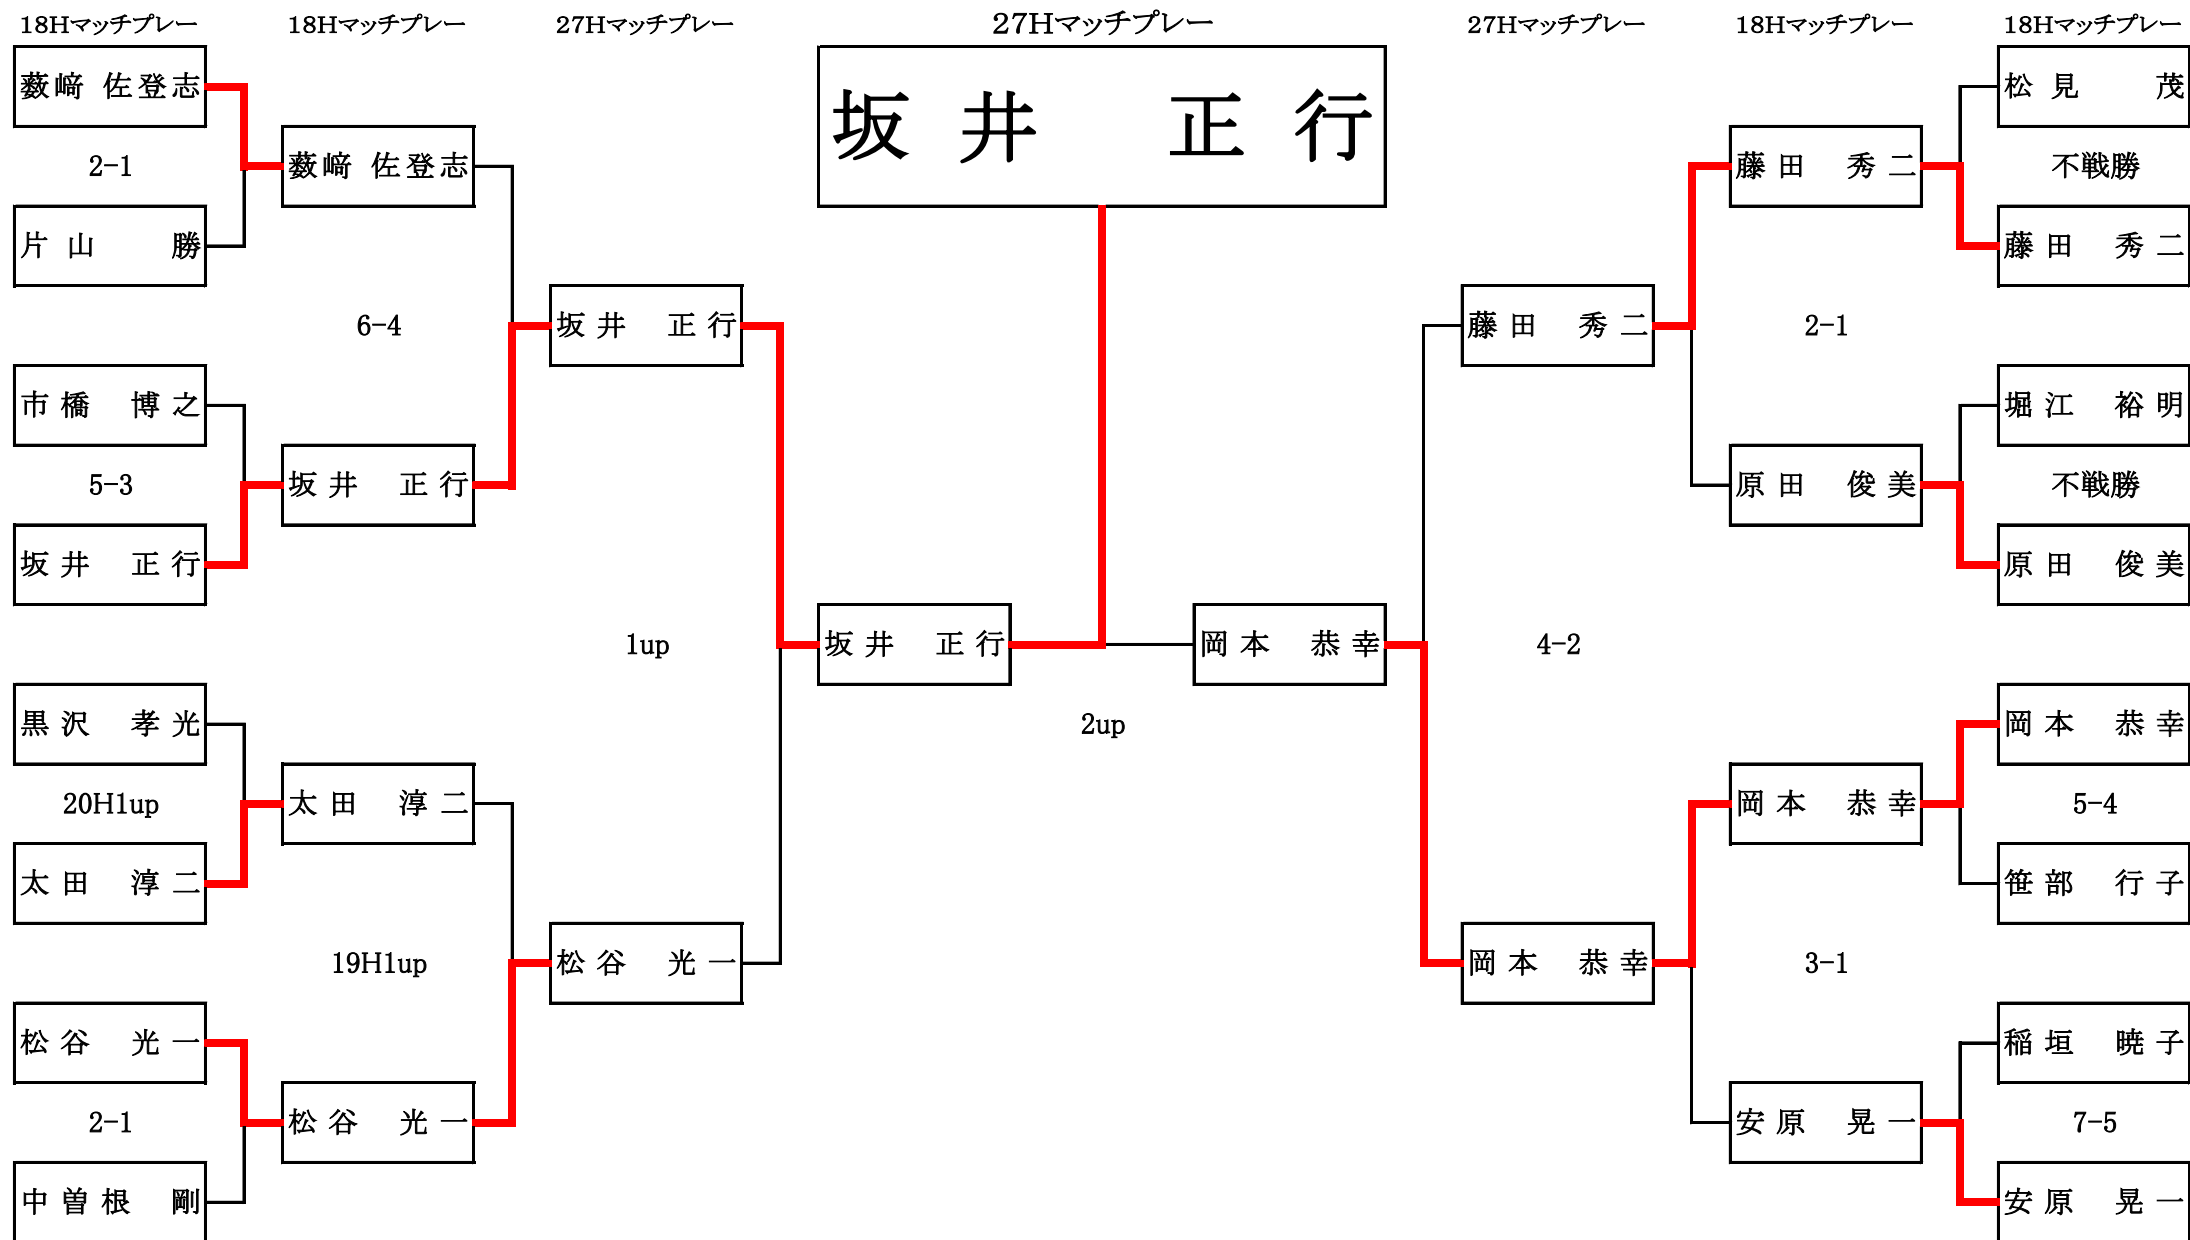 18Hマッチプレー
18Hマッチプレー
27Hマッチプレー
27Hマッチプレー
27Hマッチプレー
18Hマッチプレー
18Hマッチプレー
藪﨑 佐登志
2-1
片山 勝
市橋 博之
5-3
坂井 正行
黒沢 孝光
20H1up
太田 淳二
松谷 光一
2-1
中曽根 剛
藪﨑 佐登志
6-4
坂井 正行
太田 淳二
19H1up
松谷 光一
坂井 正行
1up
松谷 光一
坂井 正行
坂井 正行
2up
岡本 恭幸
藤田 秀二
4-2
岡本 恭幸
藤田 秀二
2-1
原田 俊美
岡本 恭幸
3-1
安原 晃一
松見 茂
不戦勝
藤田 秀二
堀江 裕明
不戦勝
原田 俊美
岡本 恭幸
5-4
笹部 行子
稲垣 暁子
7-5
安原 晃一